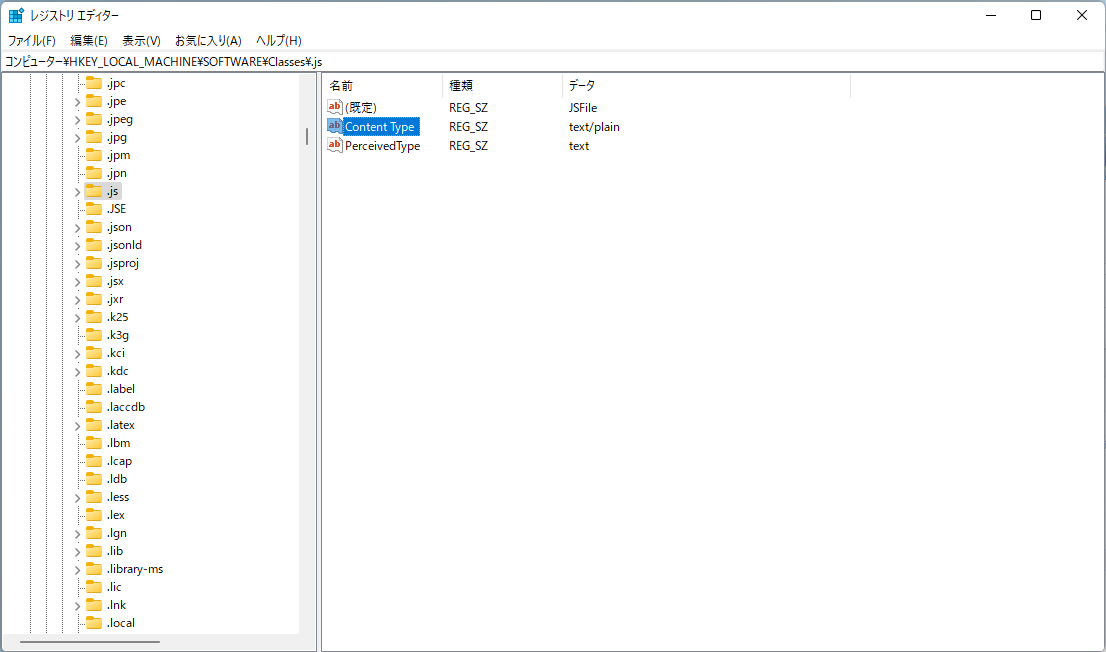 レジストリ エディター
ファイル(F) 編集(E) 表示(V) お気に入り(A) ヘルプ(H)
コンピューター¥HKEY_LOCAL_MACHINE¥SOFTWARE¥Classes¥.js
.jpc
.jpe
.jpeg
.jpg
.jpm
.jpn
.js
.JSE
.json
.jsonld
.jsproj
.jsx
.jxr
.k25
.k3g
.kci
.kdc
.label
.laccdb
.latex
.lbm
.lcap
.ldb
.less
.lex
.lgn
.lib
.library-ms
.lic
.lnk
.local
名前 種類 データ
ab (既定) REG_SZ JSFile
ab Content Type REG_SZ text/plain
ab PerceivedType REG_SZ text